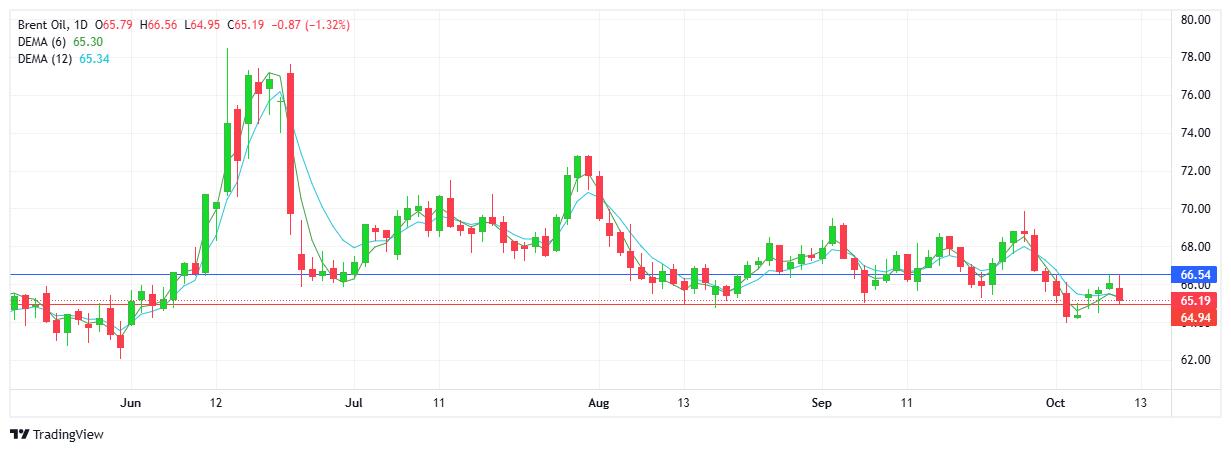 Brent Oil, 1D O65.79 H66.56 L64.95 C65.19 −0.87 (−1.32%)
DEMA (6) 65.30
DEMA (12) 65.34
80.00
78.00
76.00
74.00
72.00
70.00
68.00
66.54
66.00
65.19
64.94
62.00
Jun 12 Jul 11 Aug 13 Sep 11 Oct 13
TradingView